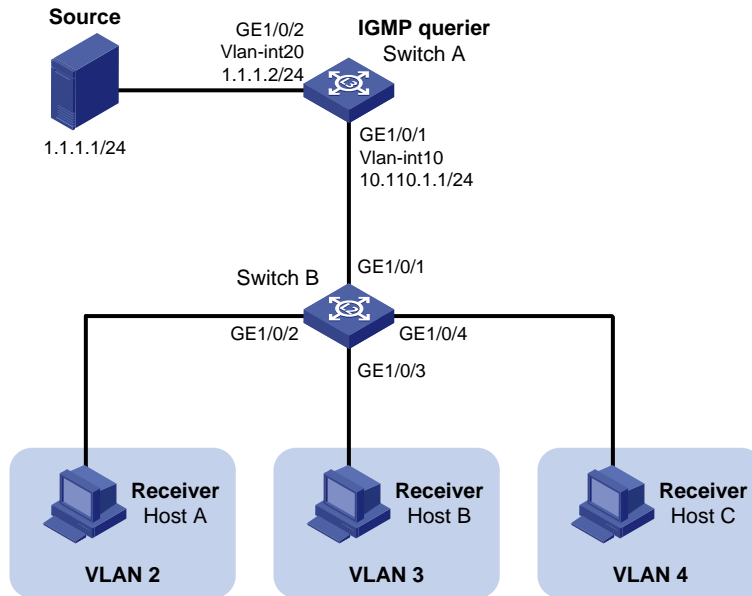 Source
GE1/0/2
Vlan-int20
1.1.1.2/24
IGMP querier
Switch A
L3
1.1.1.1/24
GE1/0/1
Vlan-int10
10.110.1.1/24
GE1/0/1
Switch B
L2
GE1/0/2
GE1/0/4
GE1/0/3
Receiver
Host A
VLAN 2
Receiver
Host B
VLAN 3
Receiver
Host C
VLAN 4